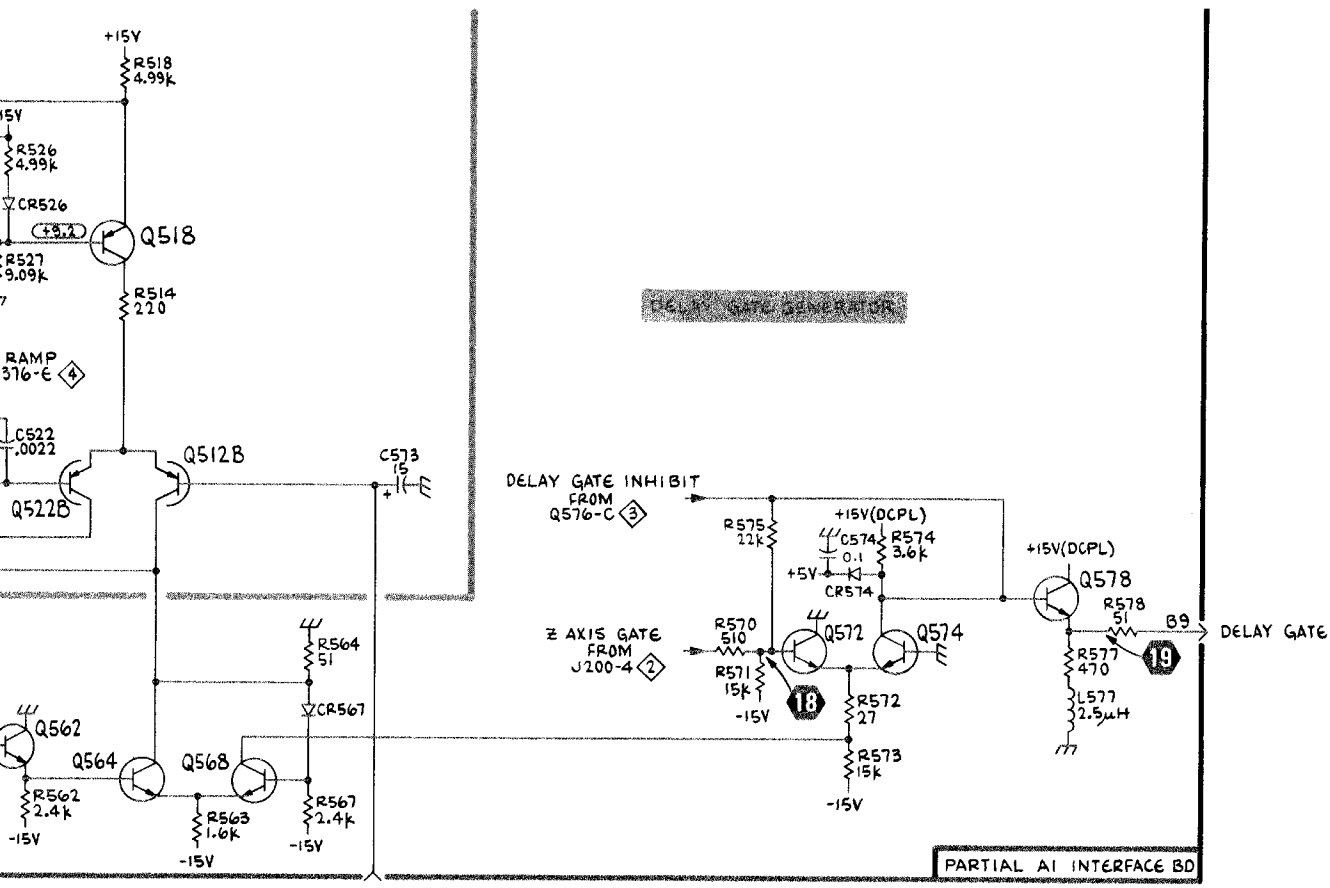 +15V
R518
4.99k
15V
R526
4.99k
CR526
+9.2
Q518
R527
9.09k
7
R514
220
DELAY GATE GENERATOR
RAMP
376-E 4
C522
.0022
Q522B
Q512B
C573
15
+
DELAY GATE INHIBIT
FROM
Q576-C 3
R575
22k
+15V(DCPL)
C574
0.1
R574
3.6k
+5V
CR574
+15V(DCPL)
Q578
R578
51
B9
DELAY GATE
19
R577
470
L577
2.5µH
Z AXIS GATE
FROM
J200-4 2
R570
510
R571
15k
-15V
18
Q572
Q574
R572
27
R573
15k
-15V
R564
51
CR567
Q562
Q564
Q568
R562
2.4k
-15V
R563
1.6k
-15V
R567
2.4k
-15V
PARTIAL A1 INTERFACE BD